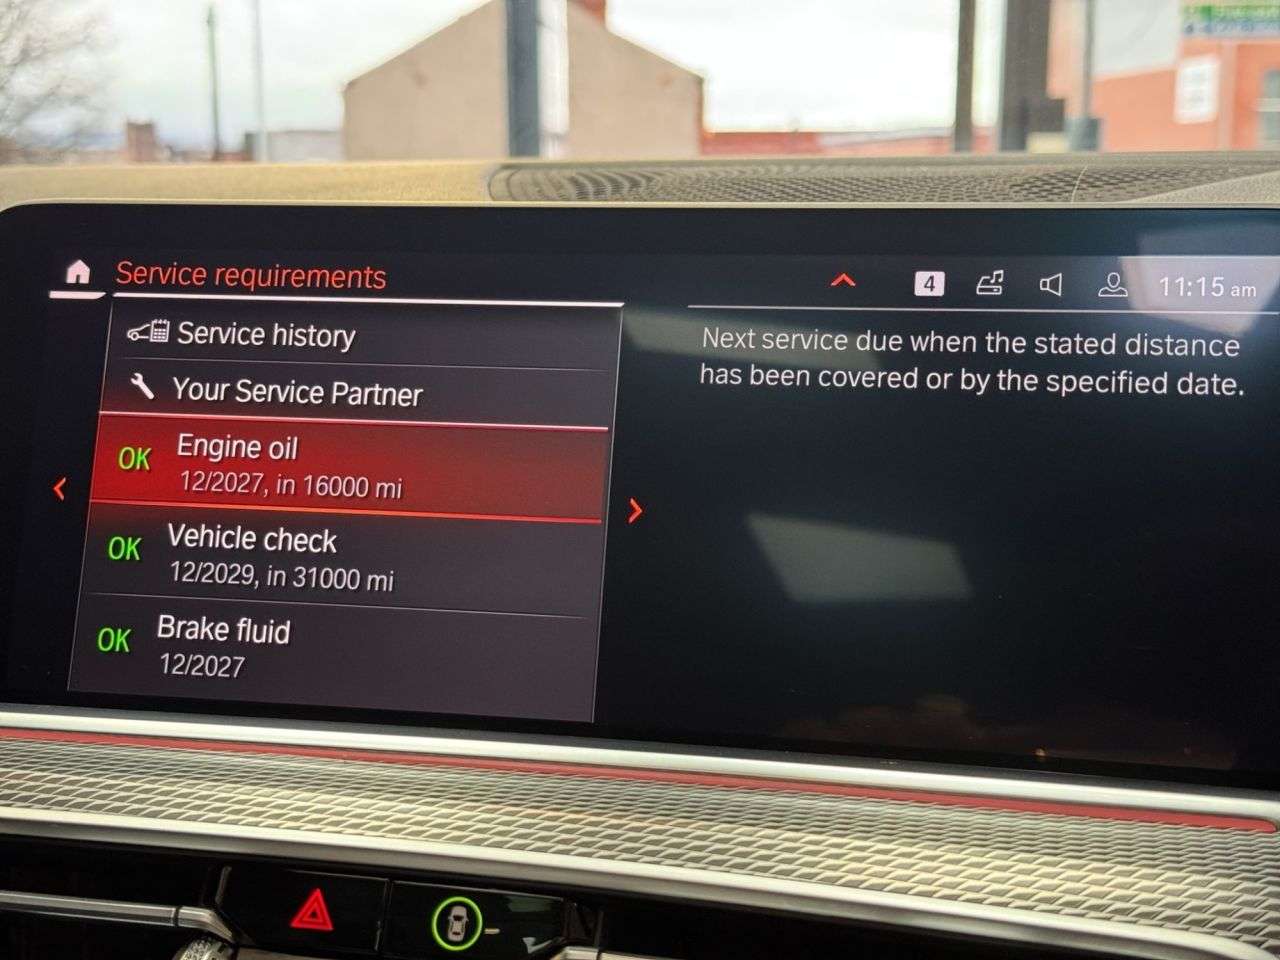 Service requirements
4
11:15 am
Service history
Your Service Partner
OK
Engine oil
12/2027, in 16000 mi
OK
Vehicle check
12/2029, in 31000 mi
OK
Brake fluid
12/2027
Next service due when the stated distance
has been covered or by the specified date.